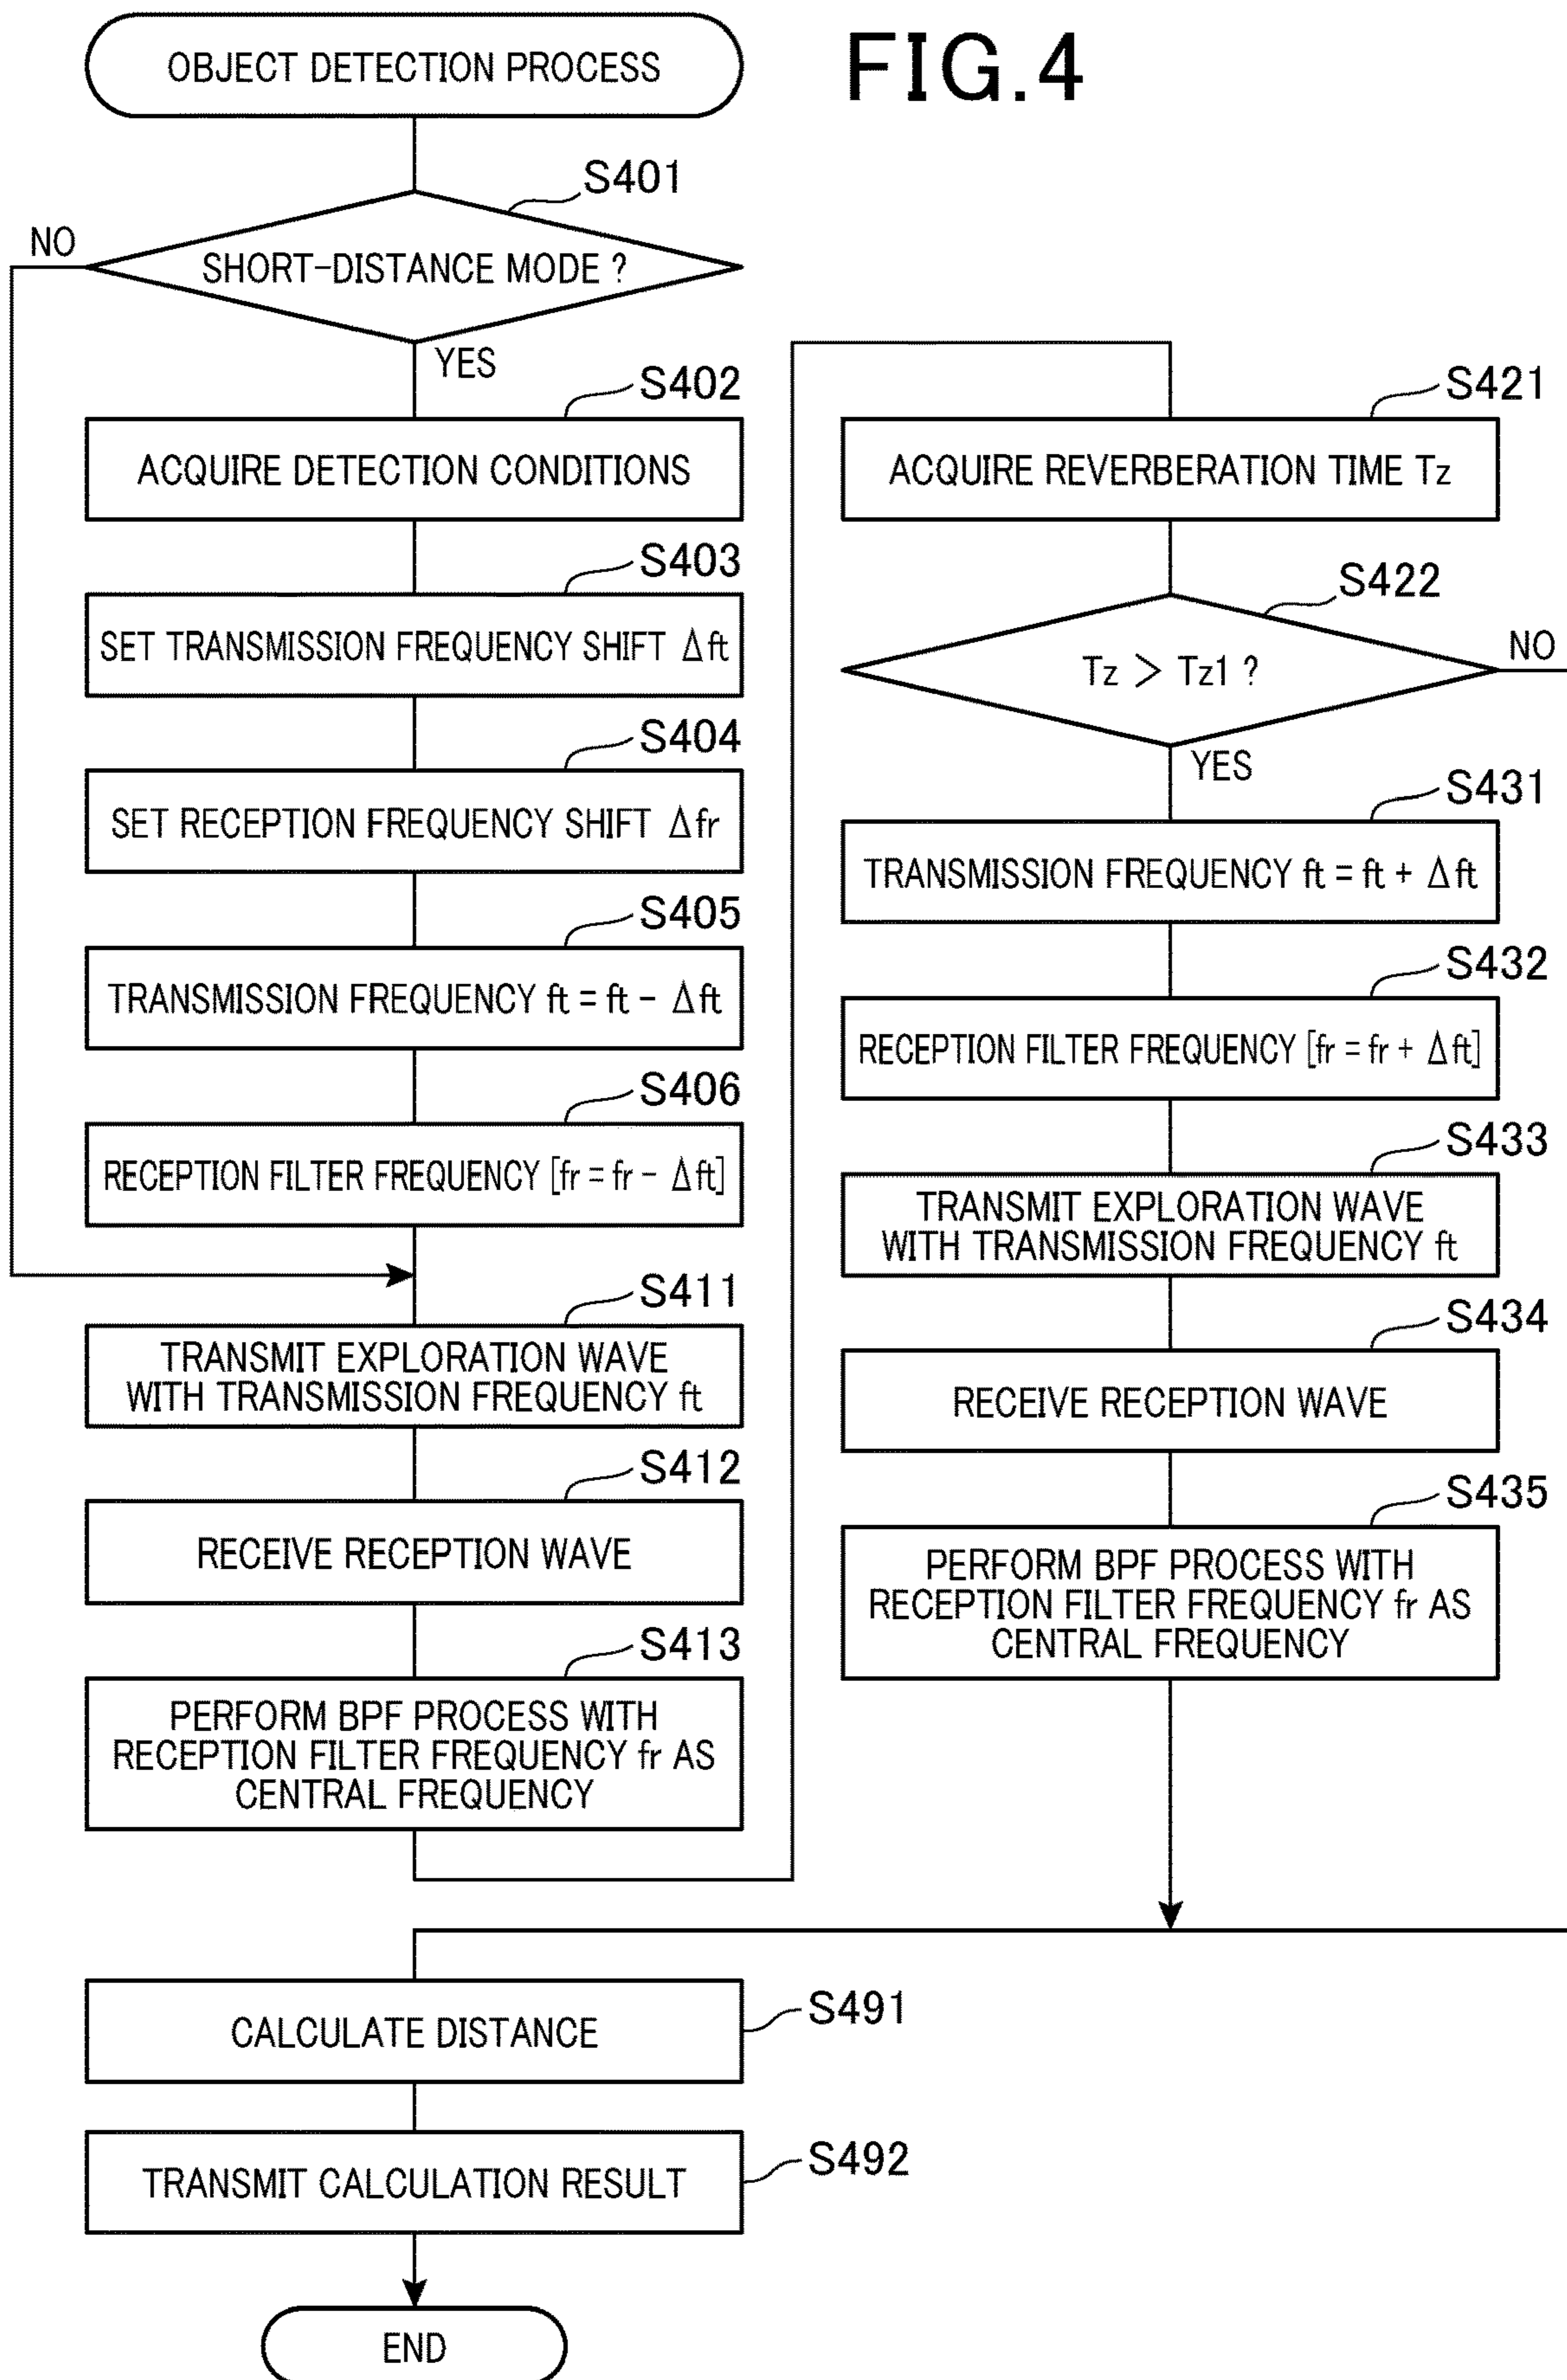 FIG.4
OBJECT DETECTION PROCESS
S401
NO
SHORT-DISTANCE MODE ?
YES
S402
ACQUIRE DETECTION CONDITIONS
S403
SET TRANSMISSION FREQUENCY SHIFT Δft
S404
SET RECEPTION FREQUENCY SHIFT Δfr
S405
TRANSMISSION FREQUENCY ft = ft - Δft
S406
RECEPTION FILTER FREQUENCY [fr = fr - Δft]
S411
TRANSMIT EXPLORATION WAVE
WITH TRANSMISSION FREQUENCY ft
S412
RECEIVE RECEPTION WAVE
S413
PERFORM BPF PROCESS WITH
RECEPTION FILTER FREQUENCY fr AS
CENTRAL FREQUENCY
S421
ACQUIRE REVERBERATION TIME Tz
S422
NO
Tz > Tz1 ?
YES
S431
TRANSMISSION FREQUENCY ft = ft + Δft
S432
RECEPTION FILTER FREQUENCY [fr = fr + Δft]
S433
TRANSMIT EXPLORATION WAVE
WITH TRANSMISSION FREQUENCY ft
S434
RECEIVE RECEPTION WAVE
S435
PERFORM BPF PROCESS WITH
RECEPTION FILTER FREQUENCY fr AS
CENTRAL FREQUENCY
S491
CALCULATE DISTANCE
S492
TRANSMIT CALCULATION RESULT
END